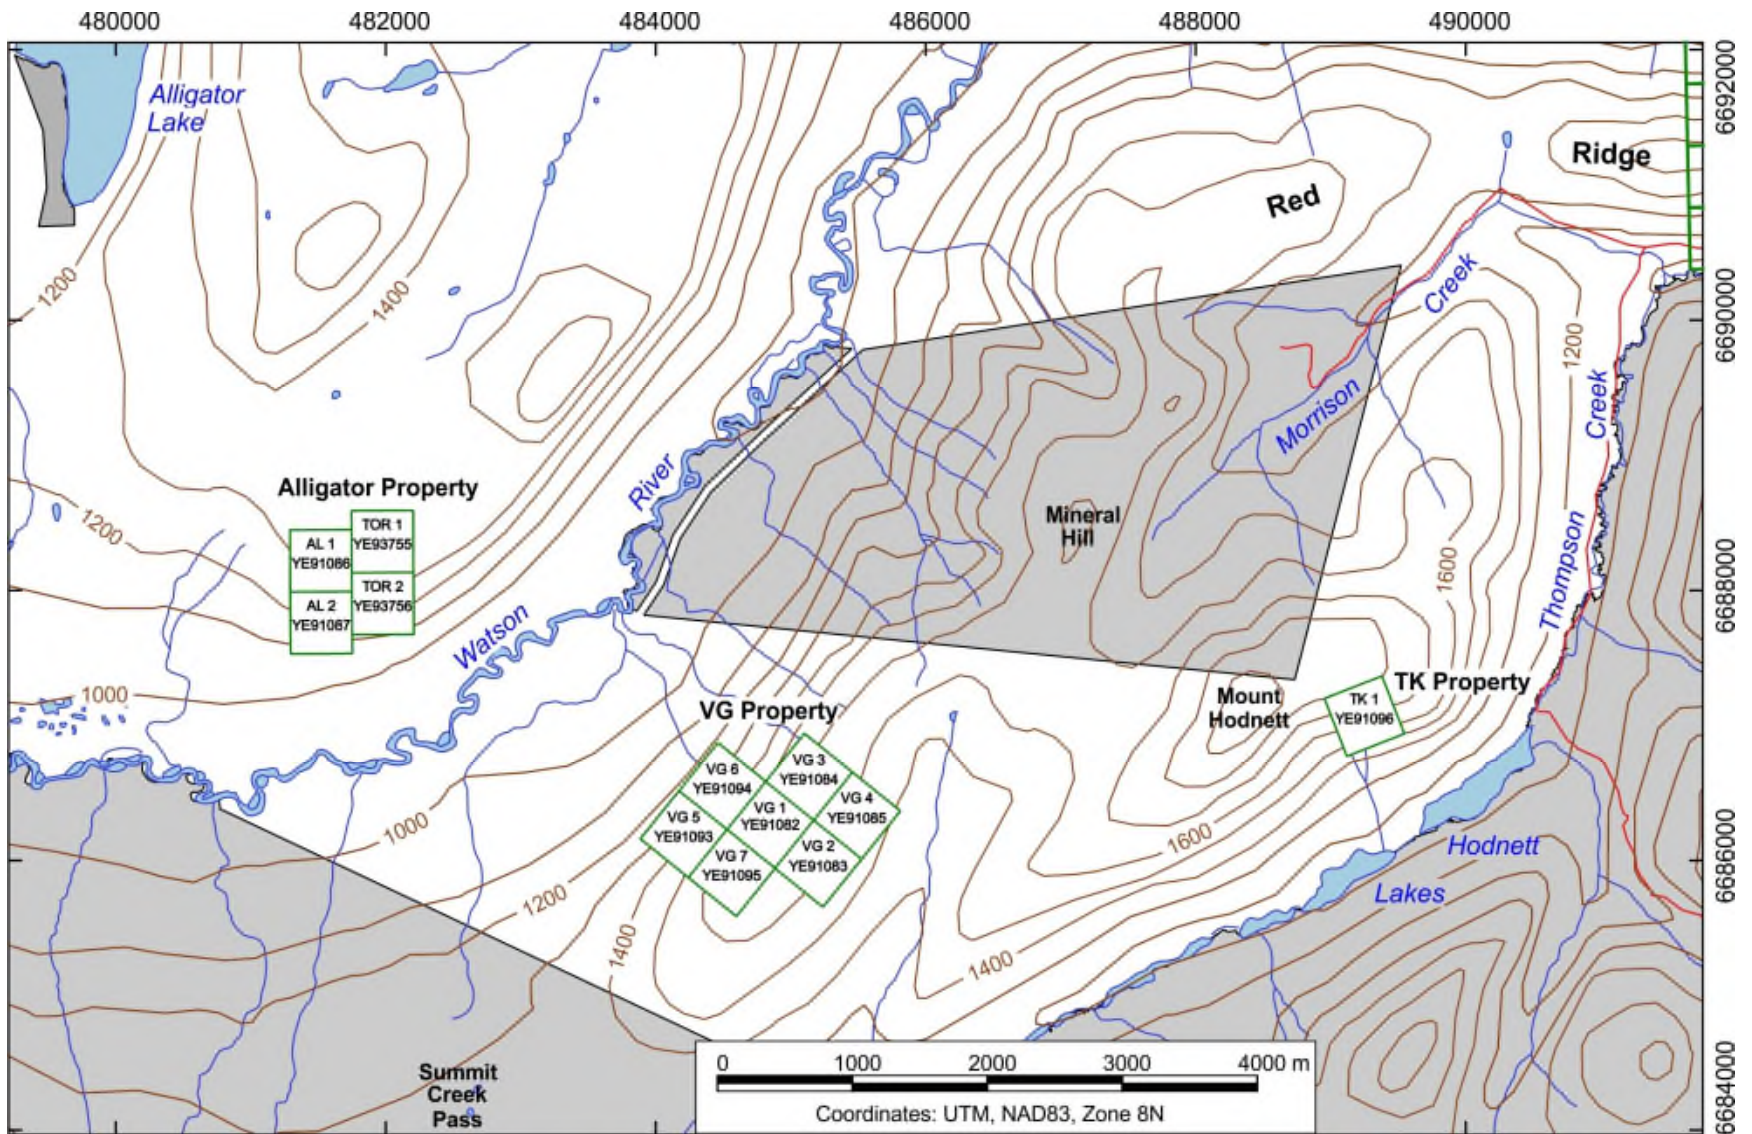 480000
482000
484000
486000
488000
490000
6692000
6690000
6688000
6686000
6684000
Alligator
Lake
Ridge
Red
1200
1400
Creek
1200
Creek
Morrison
River
Alligator Property
1200
AL 1
YE91086
TOR 1
YE93755
AL 2
YE91087
TOR 2
YE93756
Mineral
Hill
1600
Thompson
Watson
1000
VG Property
Mount
Hodnett
TK Property
TK 1
YE91096
VG 6
YE91094
VG 3
YE91084
VG 5
YE91093
VG 1
YE91082
VG 4
YE91085
VG 7
YE91095
VG 2
YE91083
1000
1600
Hodnett
Lakes
1200
1400
1400
Summit
Creek
Pass
0 1000 2000 3000 4000 m
Coordinates: UTM, NAD83, Zone 8N